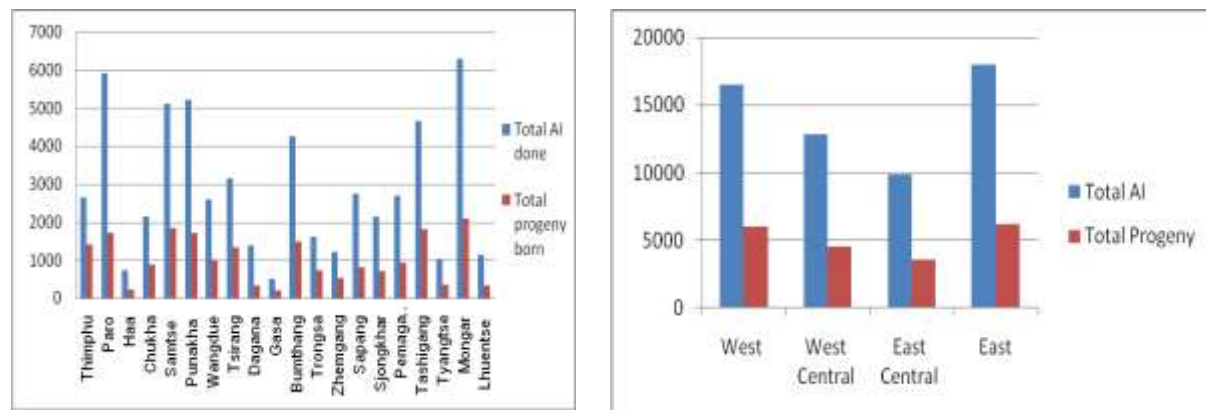 7000
6000
5000
4000
3000
2000
1000
0
Total AI
done
Total
progeny
born
Thimphu
Paro
Haa
Chukha
Samtse
Punakha
Wangdue
Tsirang
Dagana
Gasa
Bumthang
Trongsa
Zhemgang
Sapang
Sjongkhar
Pemaga.
Tashigang
Tyangtse
Mongar
Lhuentse
20000
15000
10000
5000
0
Total AI
Total Progeny
West
West
Central
East
Central
East